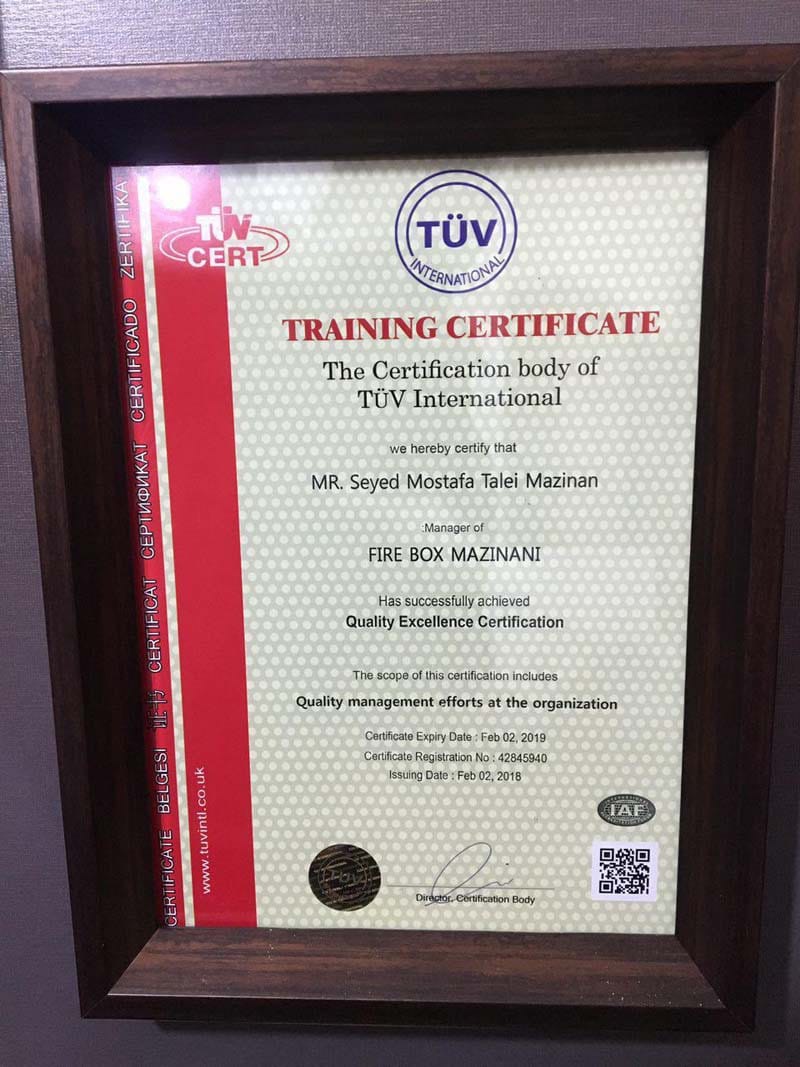 TÜV
CERT
TÜV
INTERNATIONAL
TRAINING CERTIFICATE
The Certification body of
TÜV International
we hereby certify that
MR. Seyed Mostafa Talei Mazinan
:Manager of
FIRE BOX MAZINANI
Has successfully achieved
Quality Excellence Certification
The scope of this certification includes
Quality management efforts at the organization
Certificate Expiry Date : Feb 02, 2019
Certificate Registration No : 42845940
Issuing Date : Feb 02, 2018
IAF
TÜV
Director, Certification Body
www.tuvintl.co.uk
CERTIFICATE BELGESI 证书 CERTIFICAT СЕРТИФИКАТ CERTIFICADO ZERTIFIKA